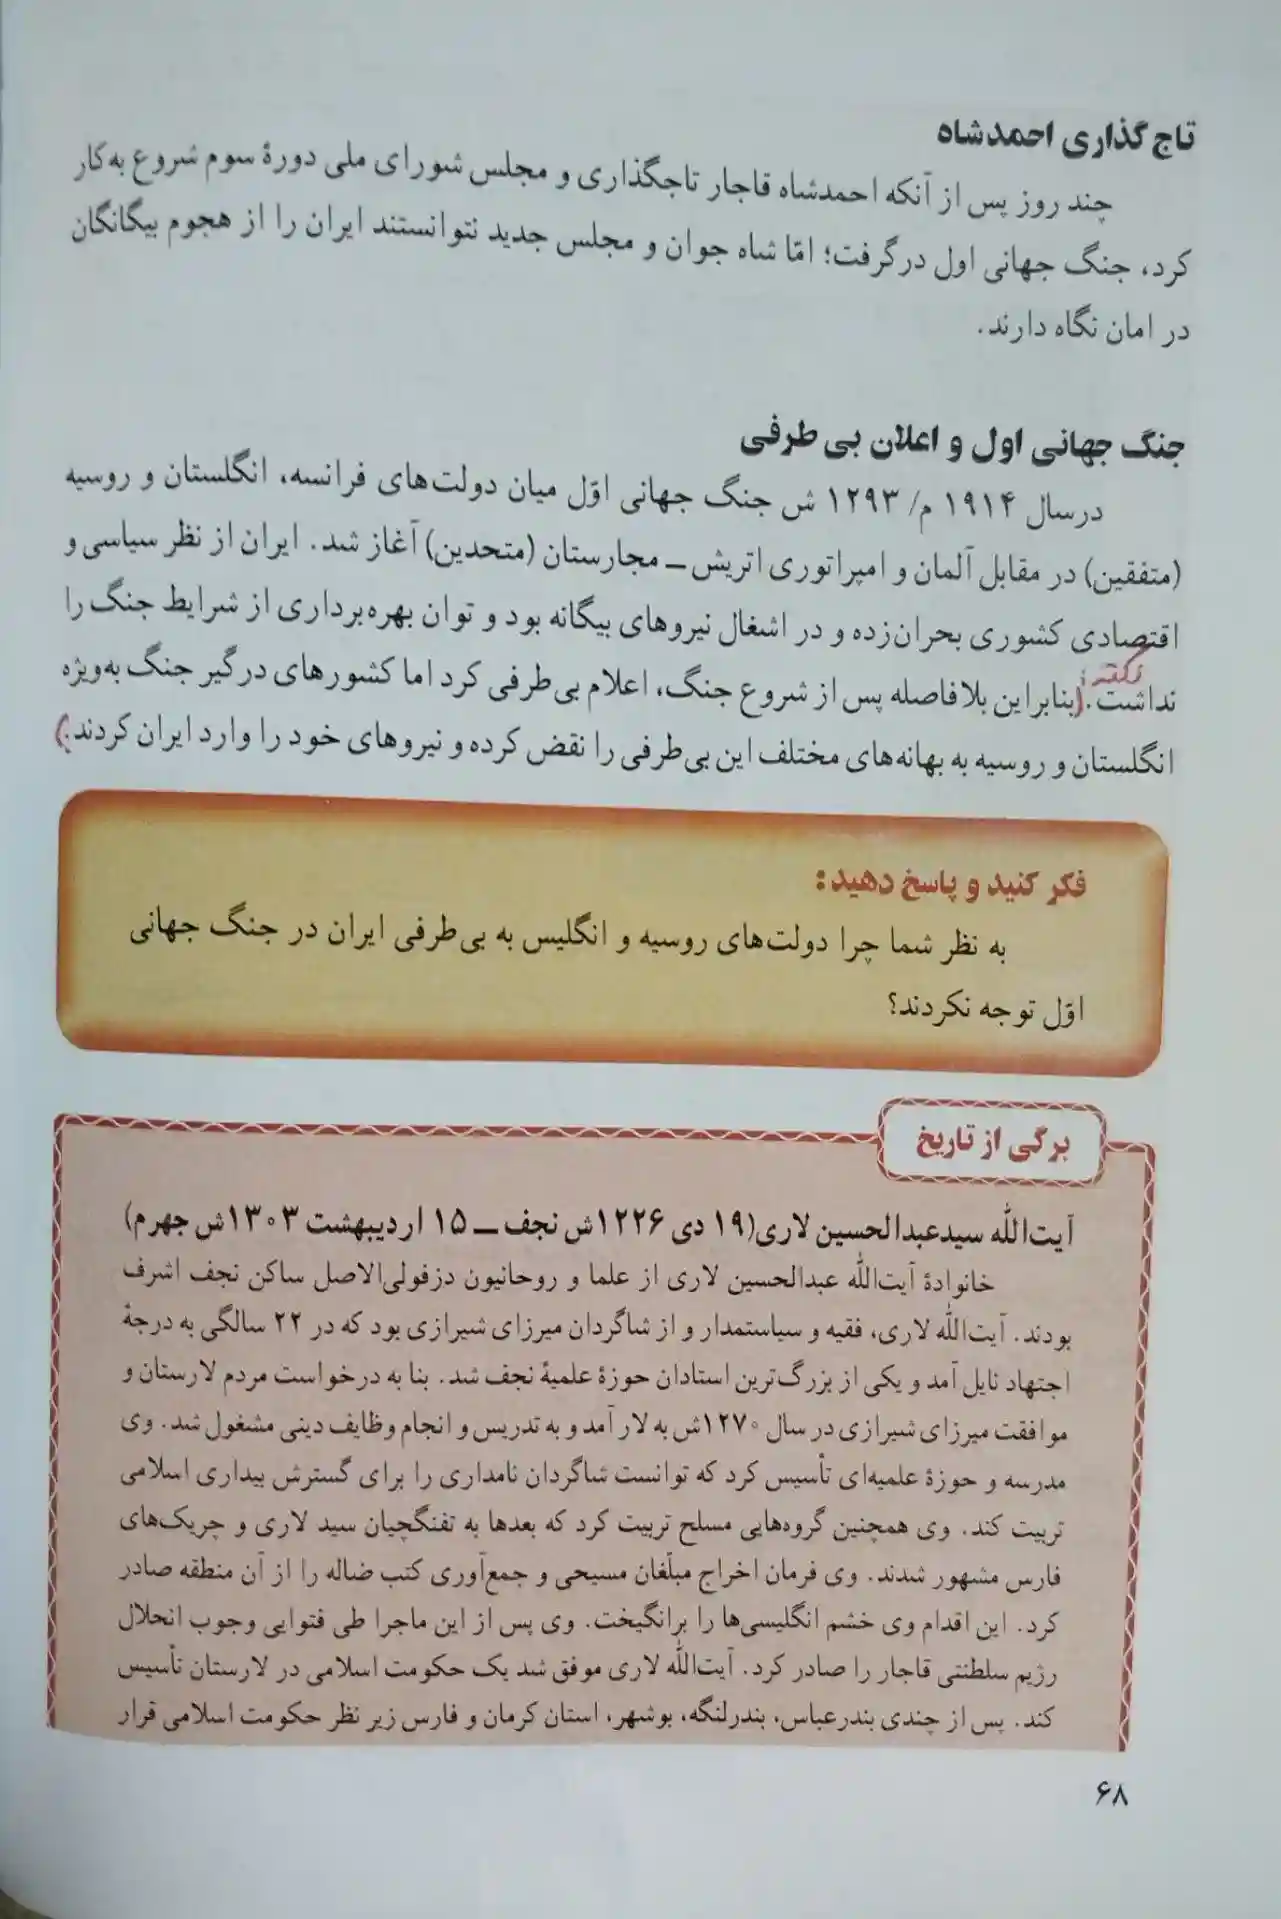 تاج گذاری احمدشاه
چند روز پس از آنکه احمدشاه قاجار تاجگذاری و مجلس شورای ملی دورهٔ سوم شروع به‌کار
کرد، جنگ جهانی اول درگرفت؛ امّا شاه جوان و مجلس جدید نتوانستند ایران را از هجوم بیگانگان
در امان نگاه دارند.
جنگ جهانی اول و اعلان بی طرفی
درسال ۱۹۱۴ م/ ۱۲۹۳ ش جنگ جهانی اوّل میان دولت‌های فرانسه، انگلستان و روسیه
(متفقین) در مقابل آلمان و امپراتوری اتریش ـ مجارستان (متحدین) آغاز شد. ایران از نظر سیاسی و
اقتصادی کشوری بحران‌زده و در اشغال نیروهای بیگانه بود و توان بهره‌برداری از شرایط جنگ را
نکته:
نداشت. (بنابراین بلافاصله پس از شروع جنگ، اعلام بی‌طرفی کرد اما کشورهای درگیر جنگ به‌ویژه
انگلستان و روسیه به بهانه‌های مختلف این بی‌طرفی را نقض کرده و نیروهای خود را وارد ایران کردند.)
فکر کنید و پاسخ دهید:
به نظر شما چرا دولت‌های روسیه و انگلیس به بی‌طرفی ایران در جنگ جهانی
اوّل توجه نکردند؟
برگی از تاریخ
آیت‌اللّه سیدعبدالحسین لاری(۱۹ دی ۱۲۲۶ش نجف ــ ۱۵ اردیبهشت ۱۳۰۳ش جهرم)
خانوادهٔ آیت‌اللّه عبدالحسین لاری از علما و روحانیون دزفولی‌الاصل ساکن نجف اشرف
بودند. آیت‌اللّه لاری، فقیه و سیاستمدار و از شاگردان میرزای شیرازی بود که در ۲۲ سالگی به درجهٔ
اجتهاد نایل آمد و یکی از بزرگ‌ترین استادان حوزهٔ علمیهٔ نجف شد. بنا به درخواست مردم لارستان و
موافقت میرزای شیرازی در سال ۱۲۷۰ش به لار آمد و به تدریس و انجام وظایف دینی مشغول شد. وی
مدرسه و حوزهٔ علمیه‌ای تأسیس کرد که توانست شاگردان نامداری را برای گسترش بیداری اسلامی
تربیت کند. وی همچنین گروه‌هایی مسلح تربیت کرد که بعدها به تفنگچیان سید لاری و چریک‌های
فارس مشهور شدند. وی فرمان اخراج مبلّغان مسیحی و جمع‌آوری کتب ضاله را از آن منطقه صادر
کرد. این اقدام وی خشم انگلیسی‌ها را برانگیخت. وی پس از این ماجرا طی فتوایی وجوب انحلال
رژیم سلطنتی قاجار را صادر کرد. آیت‌اللّه لاری موفق شد یک حکومت اسلامی در لارستان تأسیس
کند. پس از چندی بندرعباس، بندرلنگه، بوشهر، استان کرمان و فارس زیر نظر حکومت اسلامی قرار
۶۸